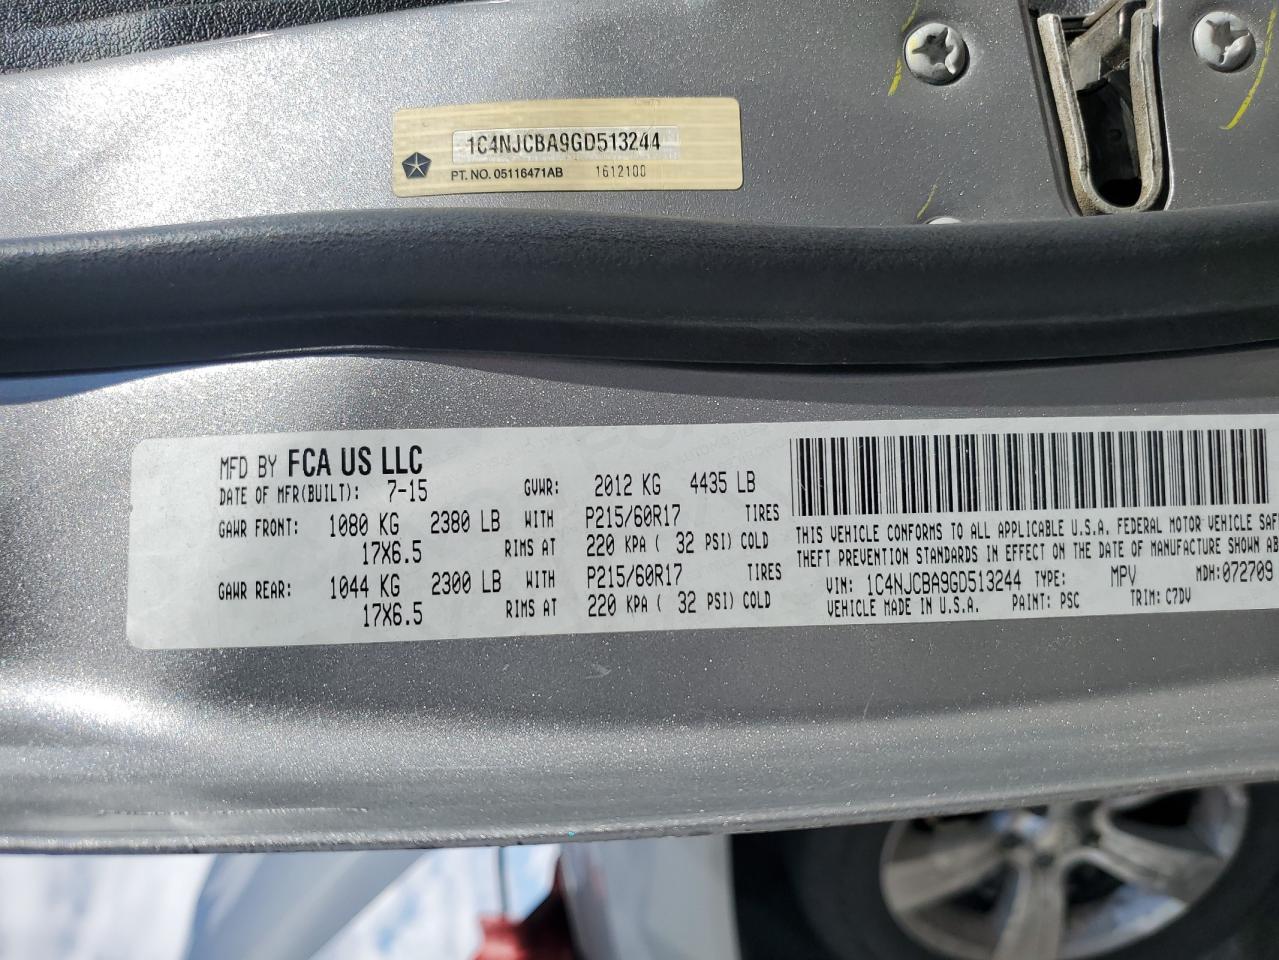 1C4NJCBA9GD513244
PT. NO. 05116471AB 1612100
MFD BY FCA US LLC
DATE OF MFR(BUILT): 7-15 GVWR: 2012 KG 4435 LB
GAWR FRONT: 1080 KG 2380 LB WITH P215/60R17 TIRES
17X6.5 RIMS AT 220 KPA ( 32 PSI) COLD
GAWR REAR: 1044 KG 2300 LB WITH P215/60R17 TIRES
17X6.5 RIMS AT 220 KPA ( 32 PSI) COLD
THIS VEHICLE CONFORMS TO ALL APPLICABLE U.S.A. FEDERAL MOTOR VEHICLE SAF
THEFT PREVENTION STANDARDS IN EFFECT ON THE DATE OF MANUFACTURE SHOWN AB
VIN: 1C4NJCBA9GD513244 TYPE: MPV MDH: 072709
VEHICLE MADE IN U.S.A. PAINT: PSC TRIM: C7DV